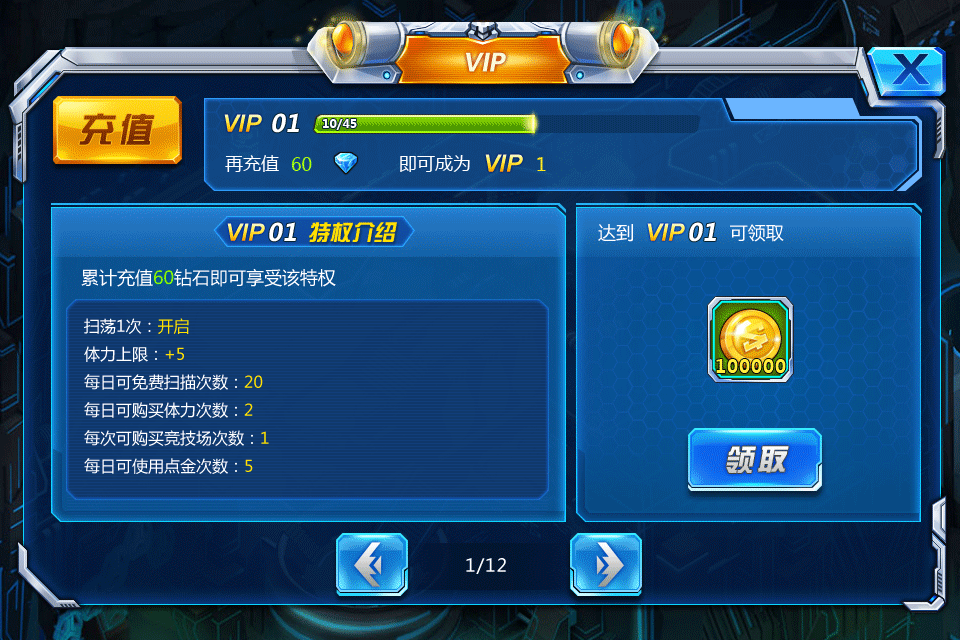 VIP
X
充值
VIP 01 10/45
再充值 60 即可成为 VIP 1
VIP 01 特权介绍
累计充值60钻石即可享受该特权
扫荡1次：开启
体力上限：+5
每日可免费扫描次数：20
每日可购买体力次数：2
每次可购买竞技场次数：1
每日可使用点金次数：5
达到 VIP 01 可领取
100000
领取
1/12